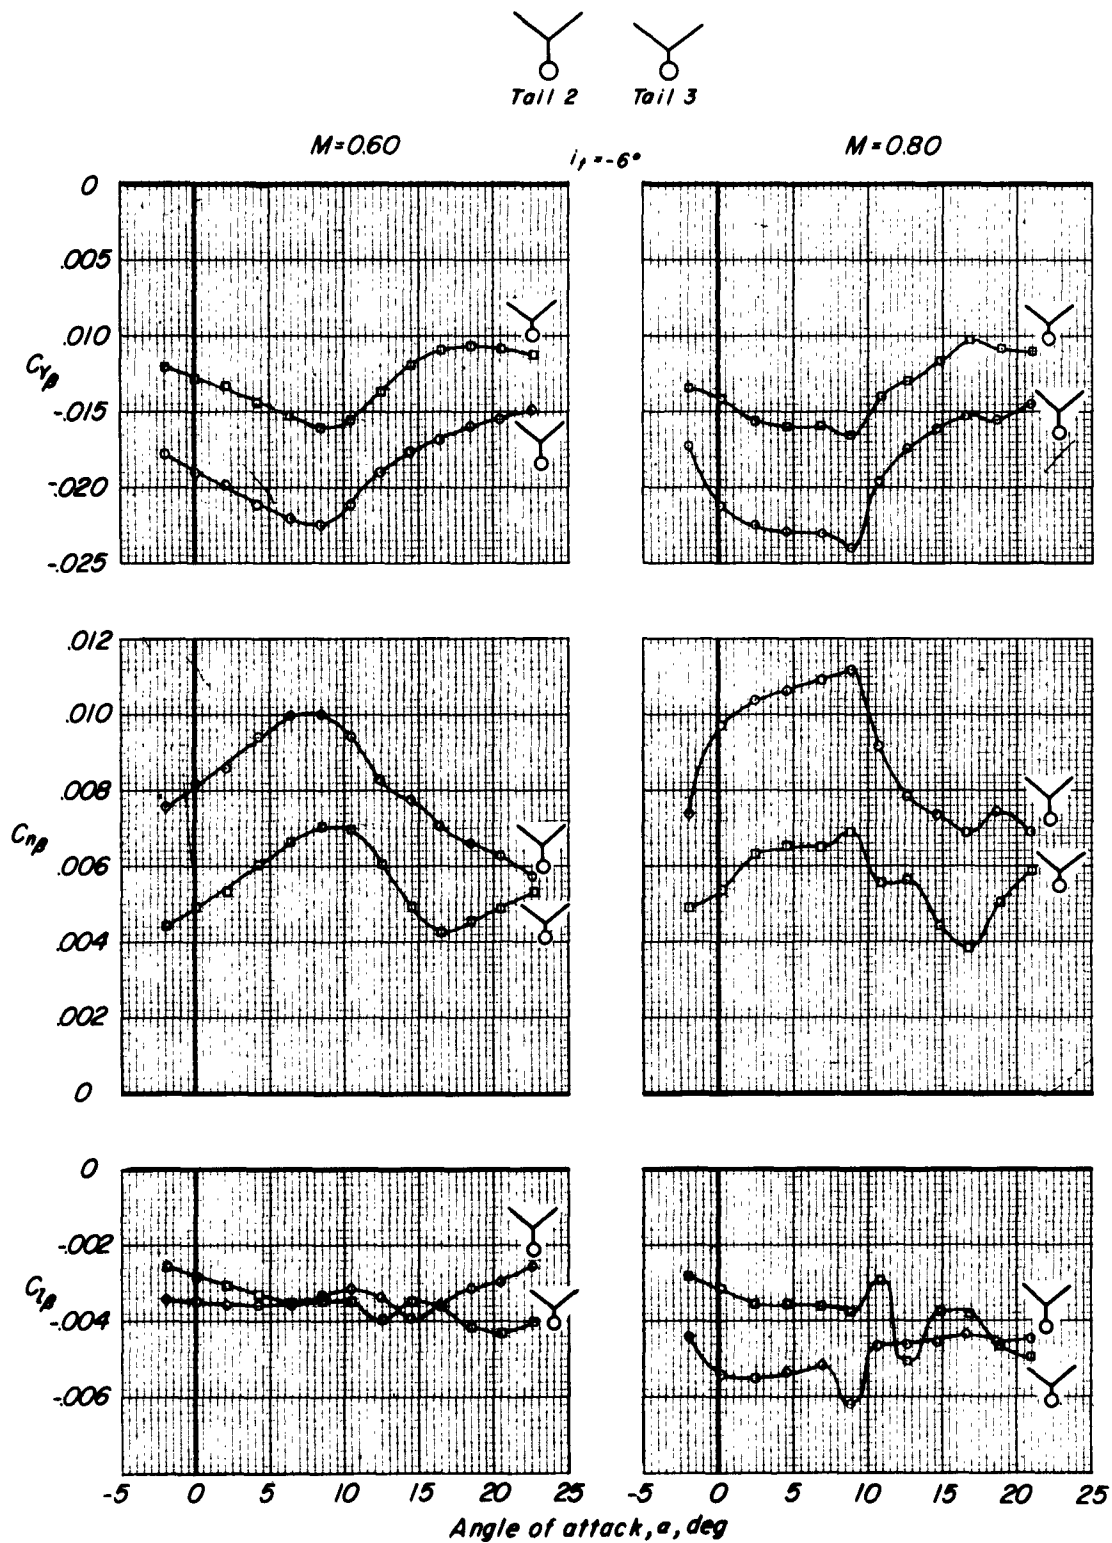 Tail 2 Tail 3
M=0.60 i_t=-6° M=0.80
0
.005
.010
C_Yβ
-.015
-.020
-.025
.012
.010
.008
C_nβ
.006
.004
.002
0
0
-.002
C_lβ
-.004
-.006
-5 0 5 10 15 20 25 -5 0 5 10 15 20 25
Angle of attack, α, deg